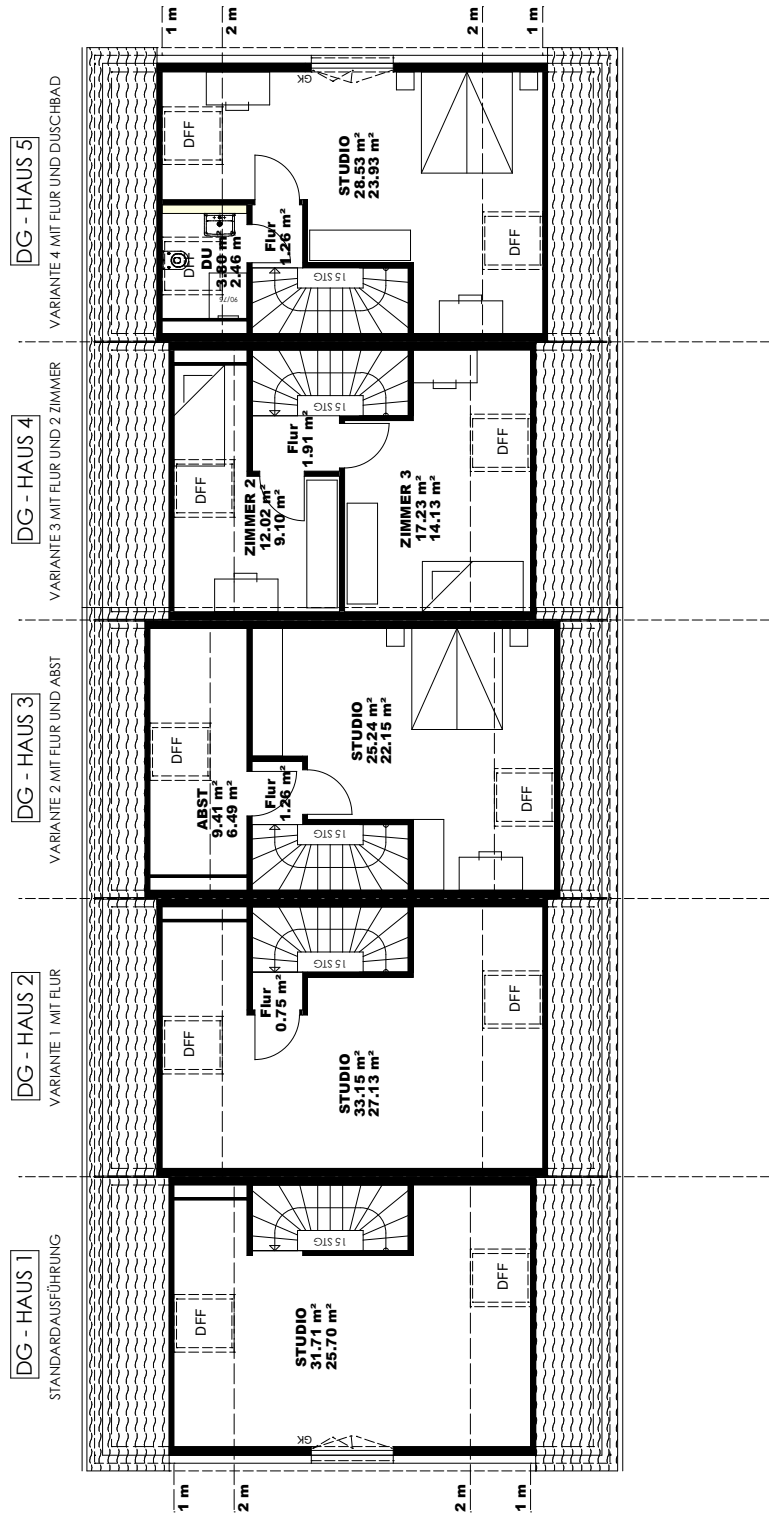 DG - HAUS 1
STANDARDAUSFÜHRUNG
DG - HAUS 2
VARIANTE 1 MIT FLUR
DG - HAUS 3
VARIANTE 2 MIT FLUR UND ABST
DG - HAUS 4
VARIANTE 3 MIT FLUR UND 2 ZIMMER
DG - HAUS 5
VARIANTE 4 MIT FLUR UND DUSCHBAD
1 m
2 m
2 m
1 m
GK
DFF
STUDIO
31.71 m²
25.70 m²
DFF
15 STG
DFF
Flur
0.75 m²
STUDIO
33.15 m²
27.13 m²
DFF
15 STG
DFF
ABST
9.41 m²
6.49 m²
Flur
1.26 m²
STUDIO
25.24 m²
22.15 m²
DFF
15 STG
DFF
ZIMMER 2
12.02 m²
9.10 m²
Flur
1.91 m²
ZIMMER 3
17.23 m²
14.13 m²
DFF
15 STG
DFF
DU
3.80 m²
2.46 m²
90/75
DFF
Flur
1.26 m²
STUDIO
28.53 m²
23.93 m²
DFF
15 STG
GK
1 m
2 m
2 m
1 m